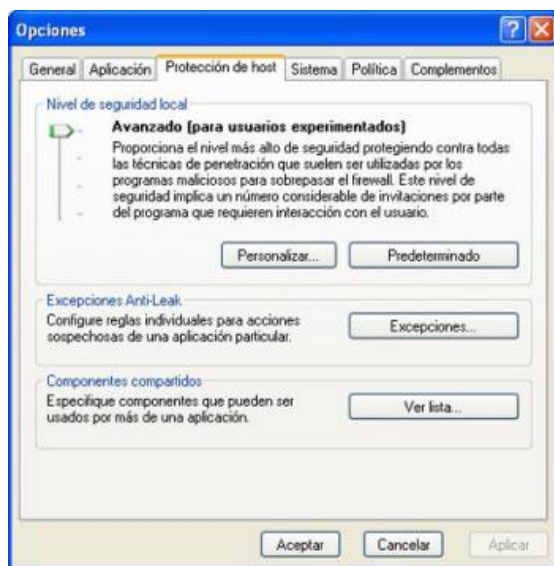 Opciones
General Aplicación Protección de host Sistema Política Complementos
Nivel de seguridad local
Avanzado (para usuarios experimentados)
Proporciona el nivel más alto de seguridad protegiendo contra todas
las técnicas de penetración que suelen ser utilizadas por los
programas maliciosos para sobrepasar el firewall. Este nivel de
seguridad implica un número considerable de invitaciones por parte
del programa que requieren interacción con el usuario.
Personalizar... Predeterminado
Excepciones Anti-Leak
Configure reglas individuales para acciones
sospechosas de una aplicación particular.
Excepciones...
Componentes compartidos
Especifique componentes que pueden ser
usados por más de una aplicación.
Ver lista...
Aceptar Cancelar Aplicar